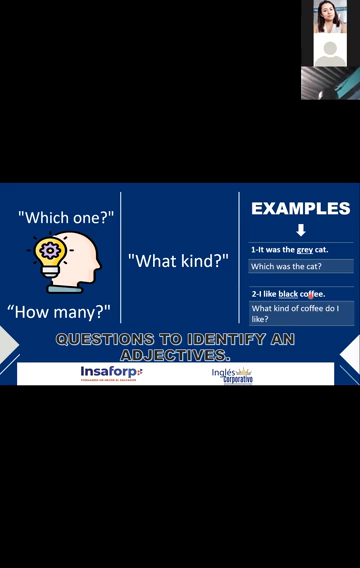 "Which one?"
"What kind?"
“How many?"
EXAMPLES
1-It was the grey cat.
Which was the cat?
2-I like black coffee.
What kind of coffee do I
like?
QUESTIONS TO IDENTIFY AN
ADJECTIVES.
Insaforp
Inglés
Corporativo